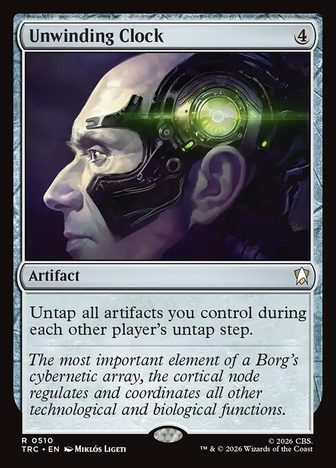 Unwinding Clock 4
Artifact
Untap all artifacts you control during
each other player's untap step.
The most important element of a Borg's
cybernetic array, the cortical node
regulates and coordinates all other
technological and biological functions.
R 0510 © 2026 CBS.
TRC • EN MIKLÓS LIGETI ™ & © 2026 Wizards of the Coast